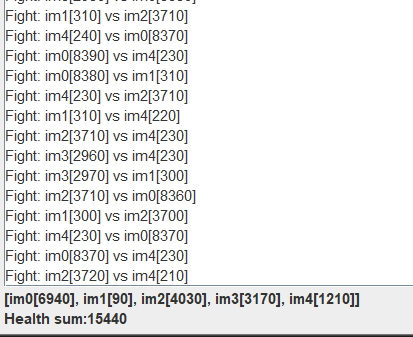 Fight: im1[310] vs im2[3710]
Fight: im4[240] vs im0[8370]
Fight: im0[8390] vs im4[230]
Fight: im0[8380] vs im1[310]
Fight: im4[230] vs im2[3710]
Fight: im1[310] vs im4[220]
Fight: im2[3710] vs im4[230]
Fight: im3[2960] vs im4[230]
Fight: im3[2970] vs im1[300]
Fight: im2[3710] vs im0[8360]
Fight: im1[300] vs im2[3700]
Fight: im4[230] vs im0[8370]
Fight: im0[8370] vs im4[230]
Fight: im2[3720] vs im4[210]
[im0[6940], im1[90], im2[4030], im3[3170], im4[1210]]
Health sum:15440